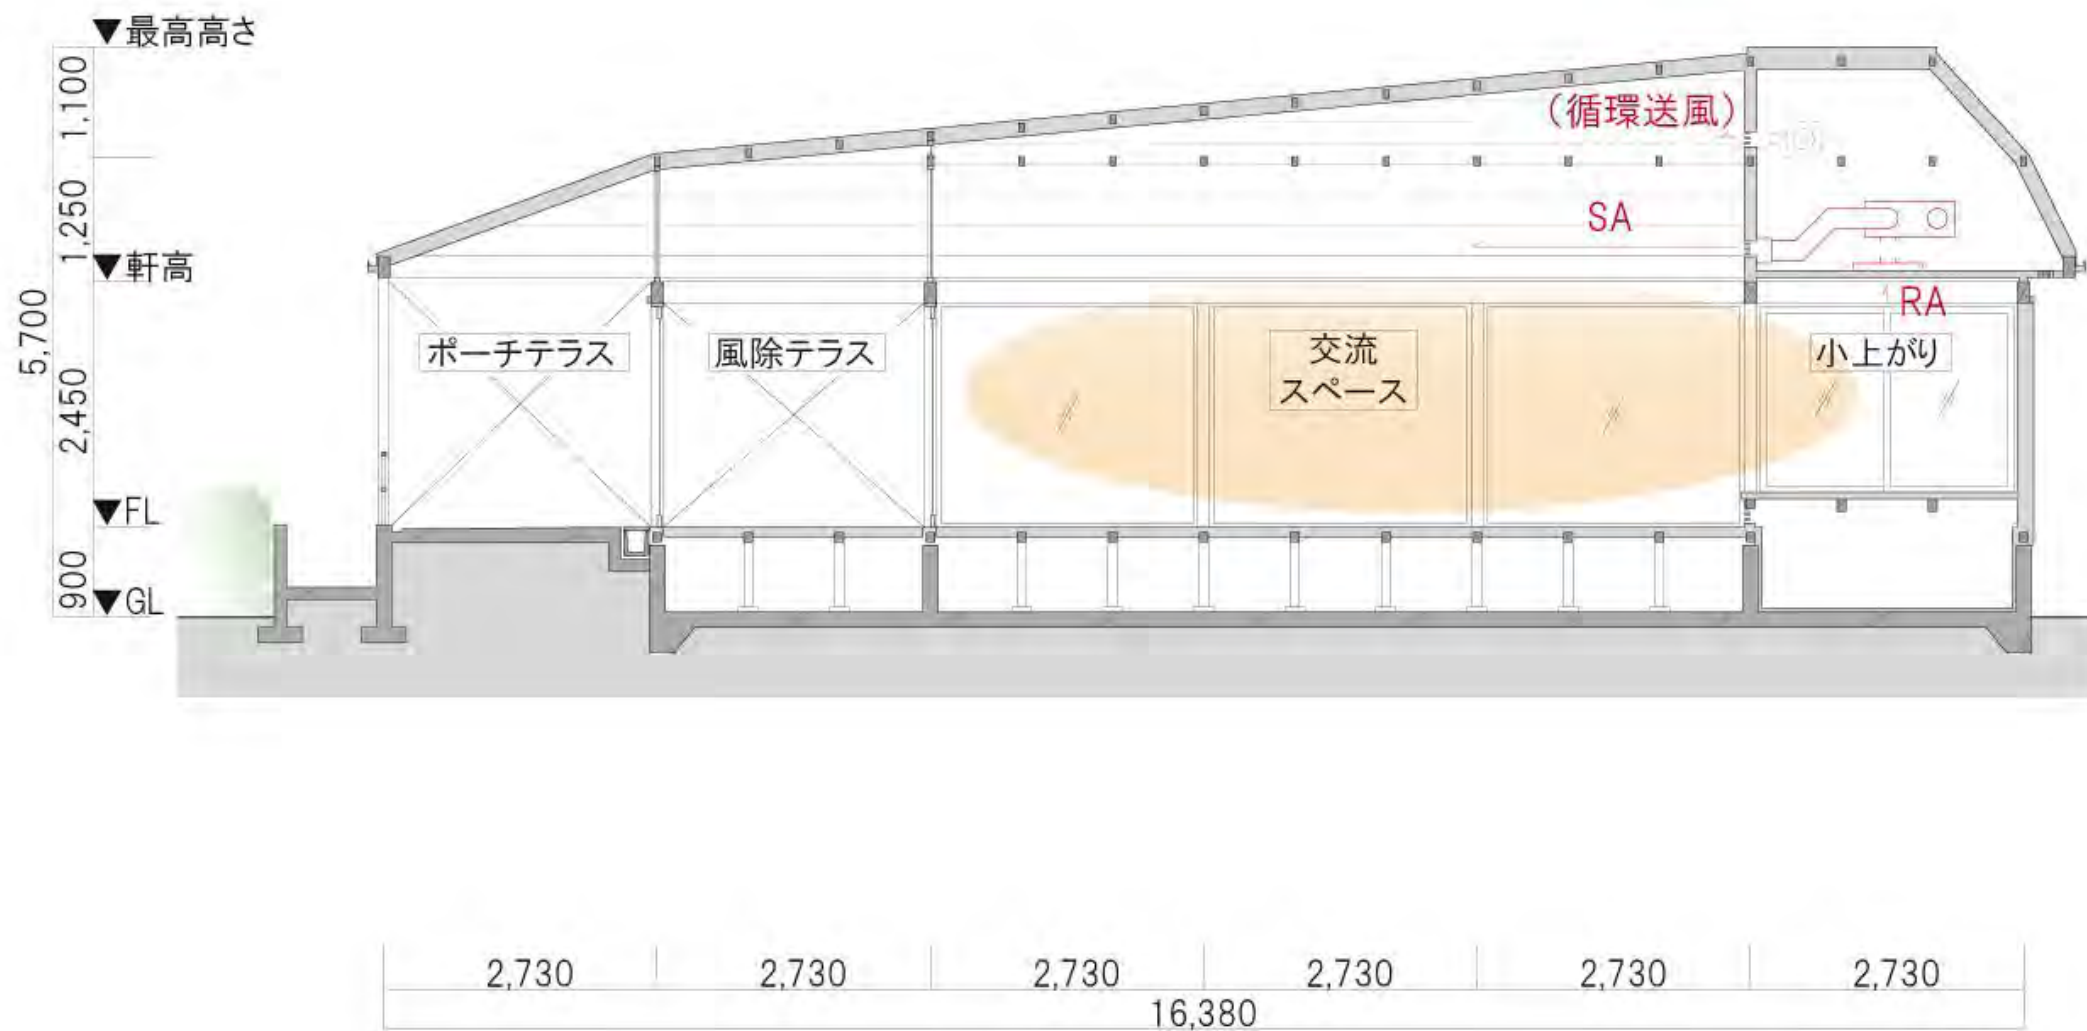 ▼最高高さ
1,100
(循環送風)
1,250
SA
▼軒高
RA
5,700
ポーチテラス
風除テラス
交流
スペース
小上がり
2,450
▼FL
900
▼GL
2,730
2,730
2,730
2,730
2,730
2,730
16,380